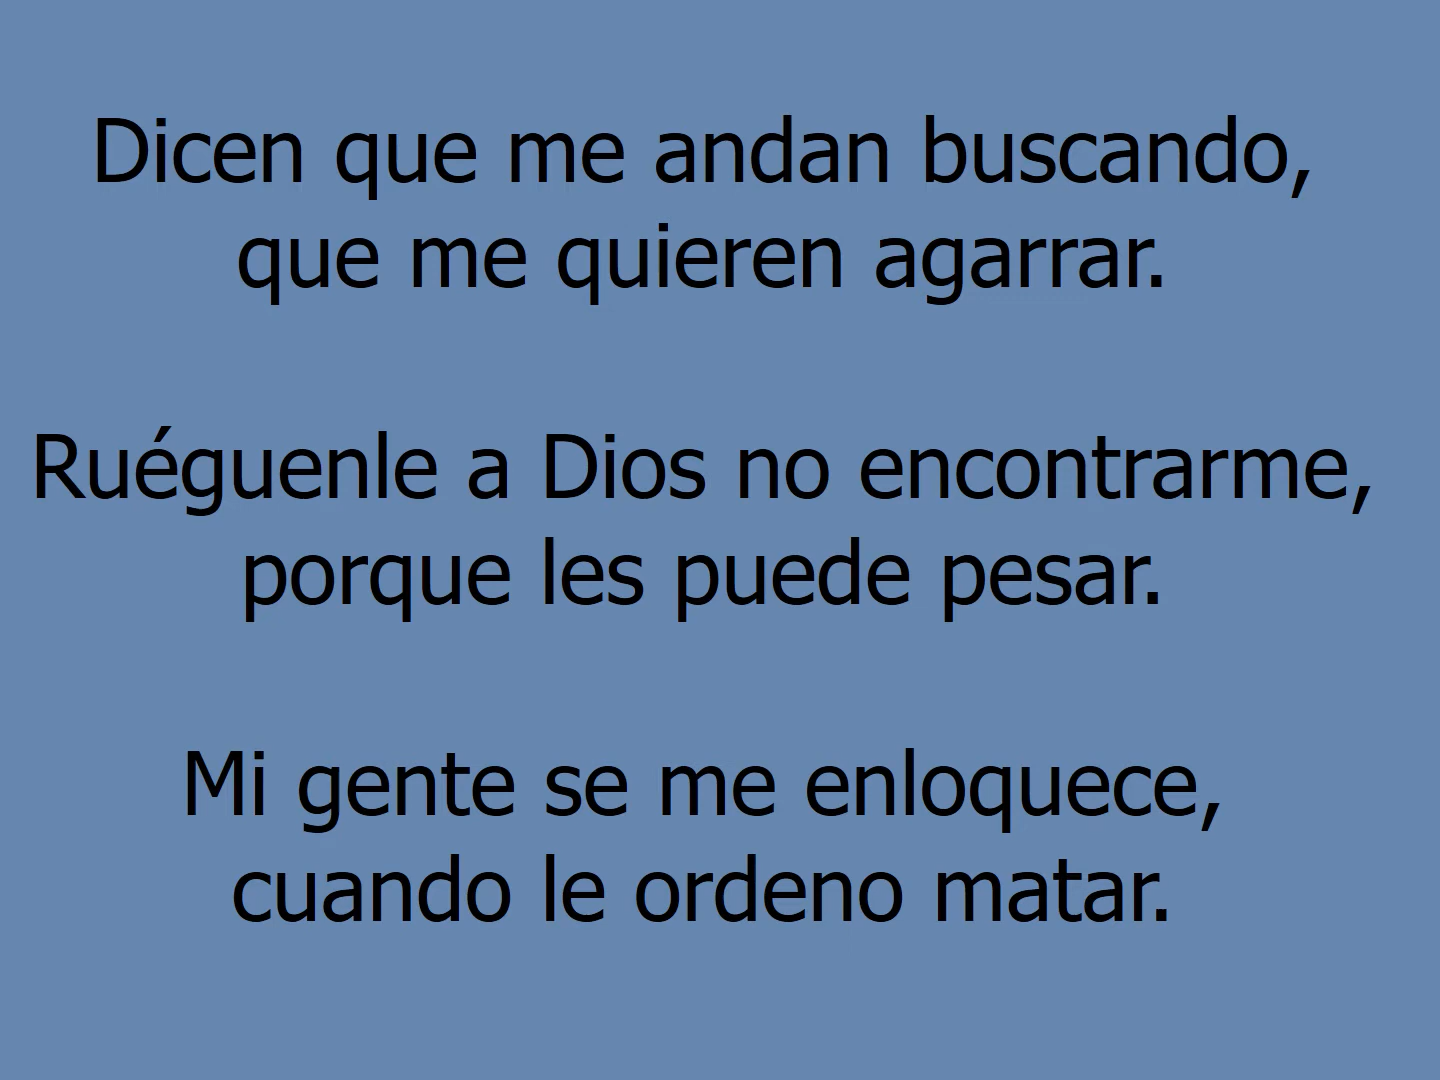 Dicen que me andan buscando,
que me quieren agarrar.
Ruéguenle a Dios no encontrarme,
porque les puede pesar.
Mi gente se me enloquece,
cuando le ordeno matar.